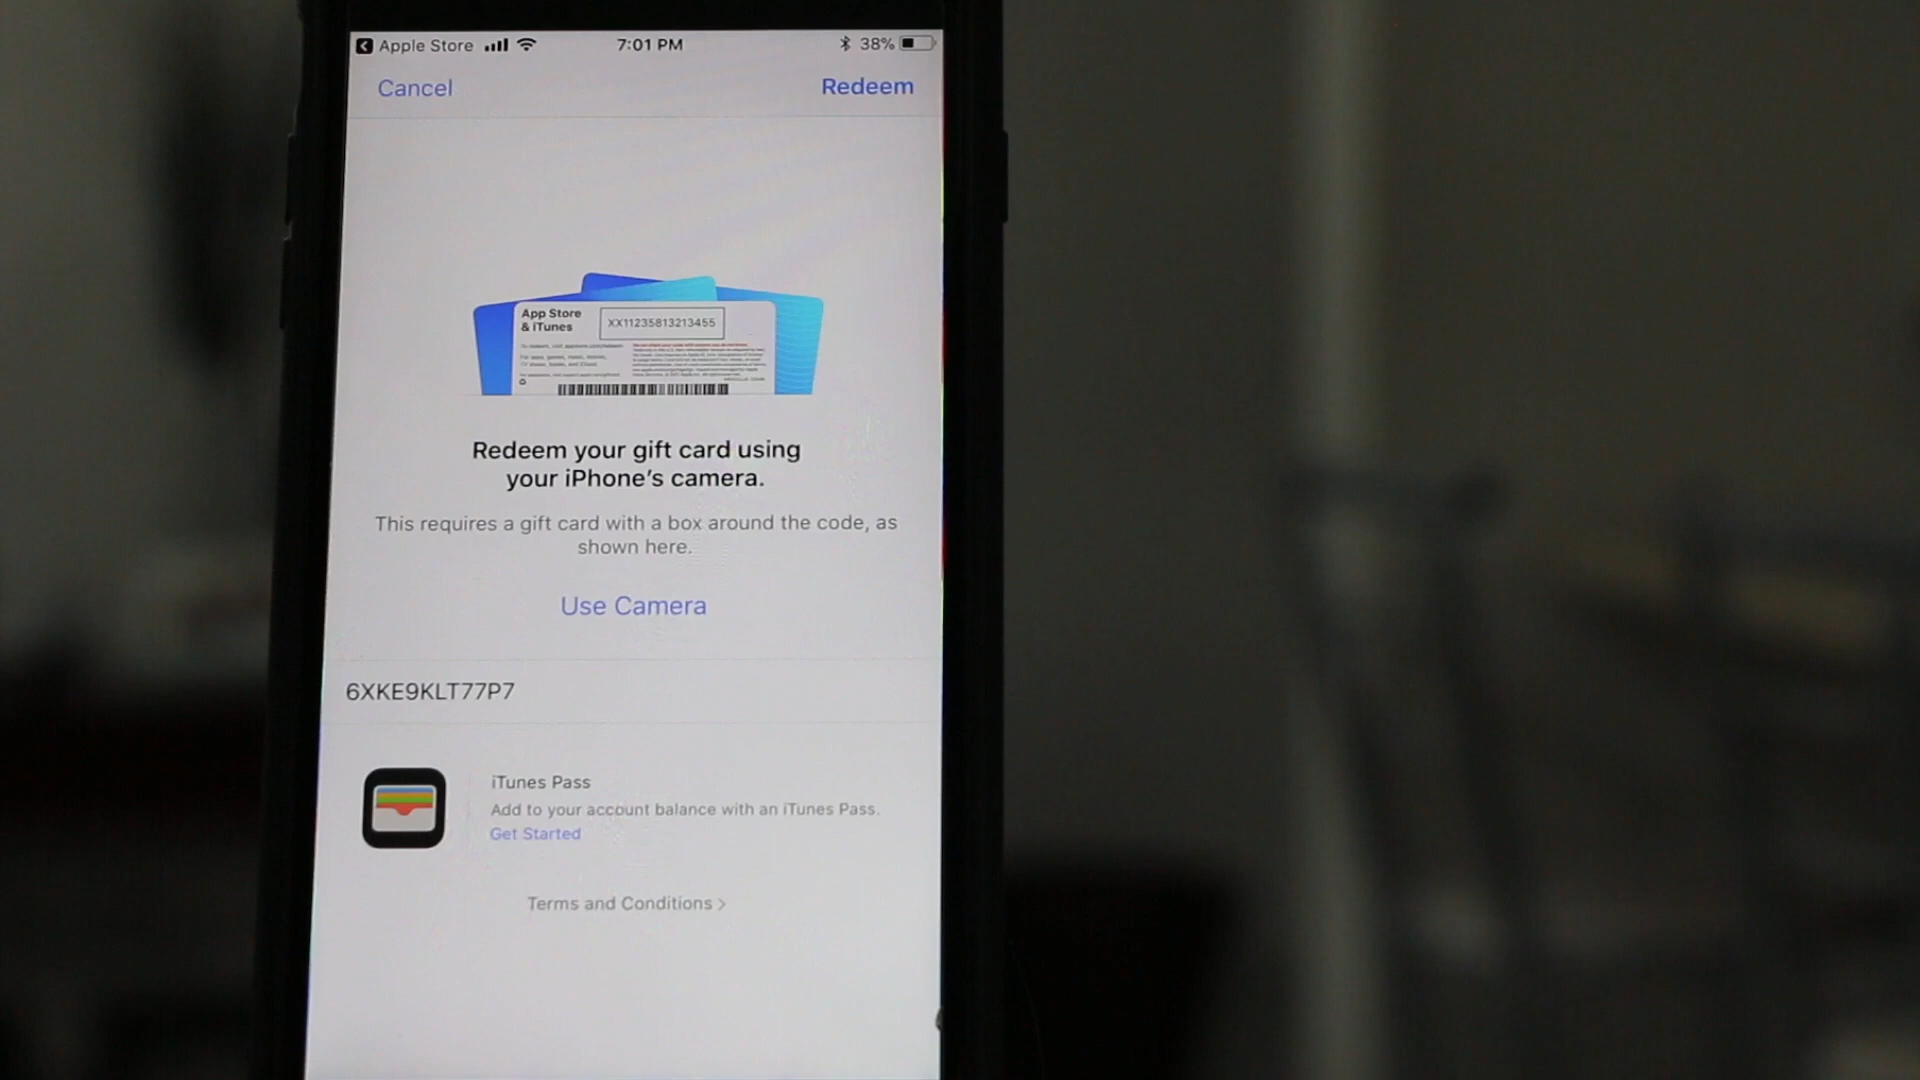 Apple Store 7:01 PM 38%
Cancel Redeem
App Store
& iTunes
XX11235813213455
Redeem your gift card using
your iPhone's camera.
This requires a gift card with a box around the code, as
shown here.
Use Camera
6XKE9KLT77P7
iTunes Pass
Add to your account balance with an iTunes Pass.
Get Started
Terms and Conditions >